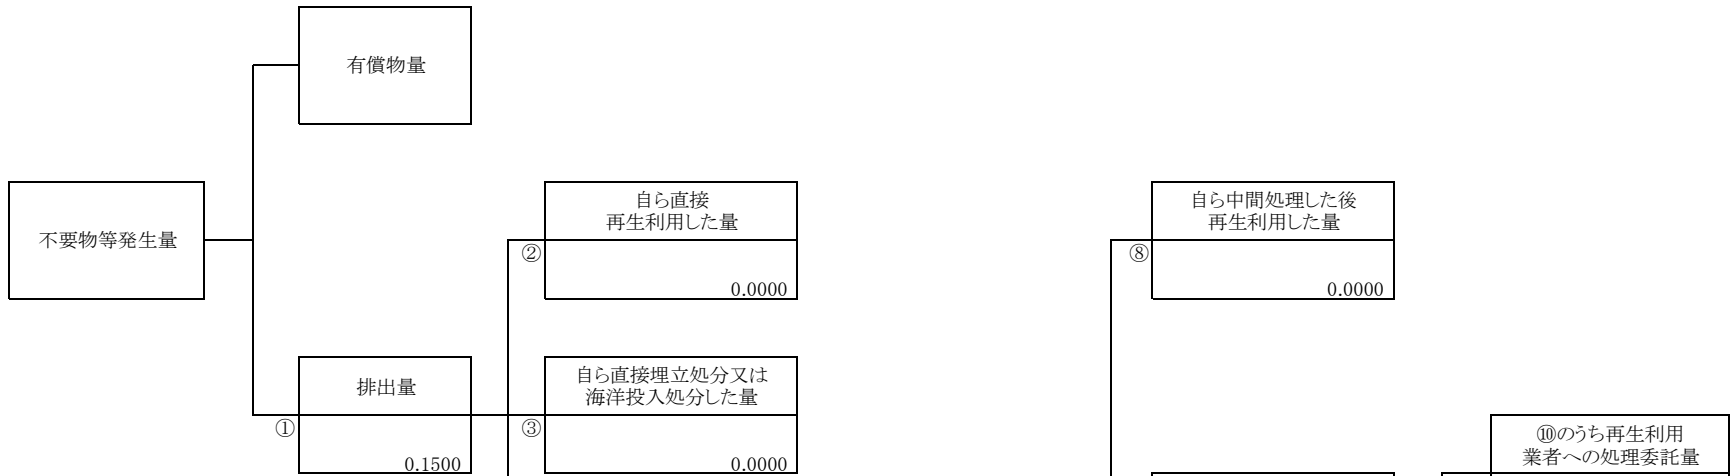 有償物量
不要物等発生量
自ら直接
再生利用した量
②
0.0000
自ら中間処理した後
再生利用した量
⑧
0.0000
排出量
①
0.1500
自ら直接埋立処分又は
海洋投入処分した量
③
0.0000
⑩のうち再生利用
業者への処理委託量